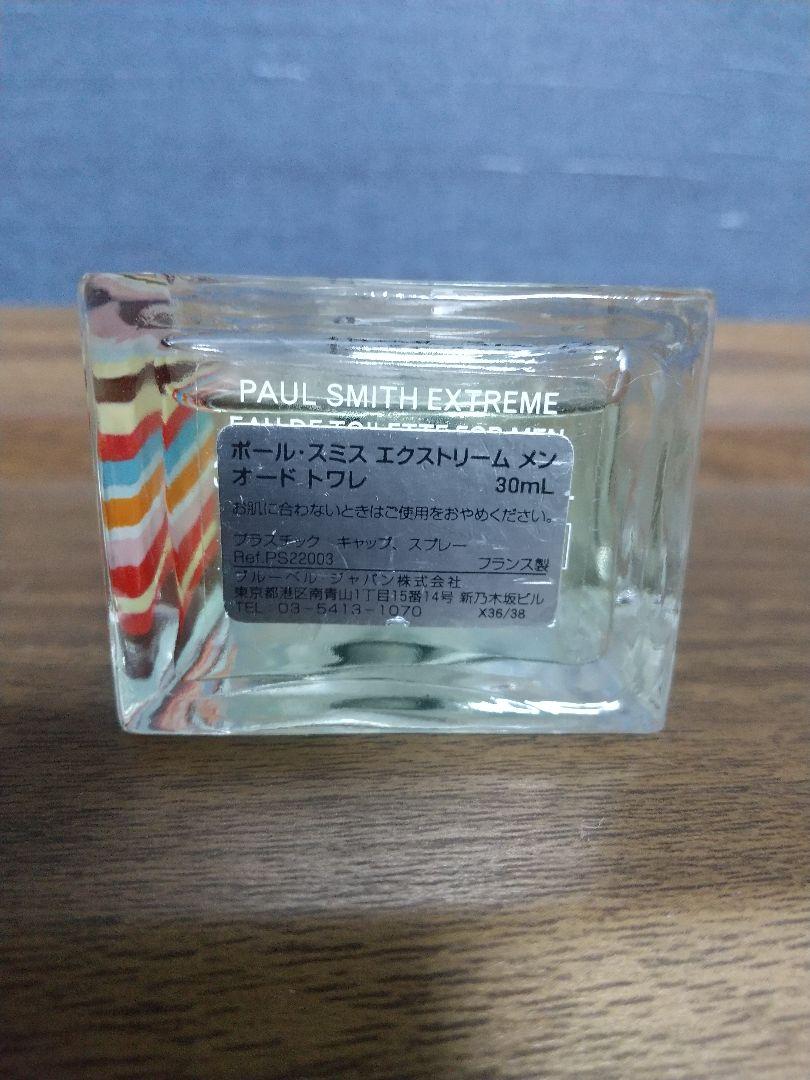 PAUL SMITH EXTREME
EAU DE TOILETTE FOR MEN
ポール・スミス エクストリーム メン
オード トワレ 30mL
お肌に合わないときはご使用をおやめください。
プラスチック キャップ、スプレー
Ref.PS22003 フランス製
ブルーベル ジャパン株式会社
東京都港区南青山1丁目15番14号 新乃木坂ビル
TEL:03-5413-1070 X36/38